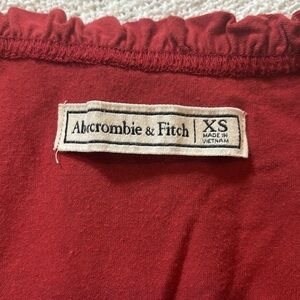 Abercrombie & Fitch
XS
MADE IN
VIETNAM